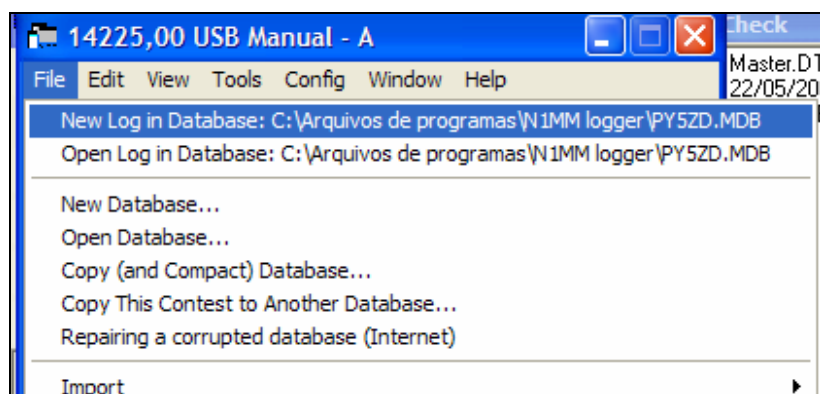 14225,00 USB Manual - A
Check
File Edit View Tools Config Window Help
Master.DT
22/05/20
New Log in Database: C:\Arquivos de programas\N1MM logger\PY5ZD.MDB
Open Log in Database: C:\Arquivos de programas\N1MM logger\PY5ZD.MDB
New Database...
Open Database...
Copy (and Compact) Database...
Copy This Contest to Another Database...
Repairing a corrupted database (Internet)
Import